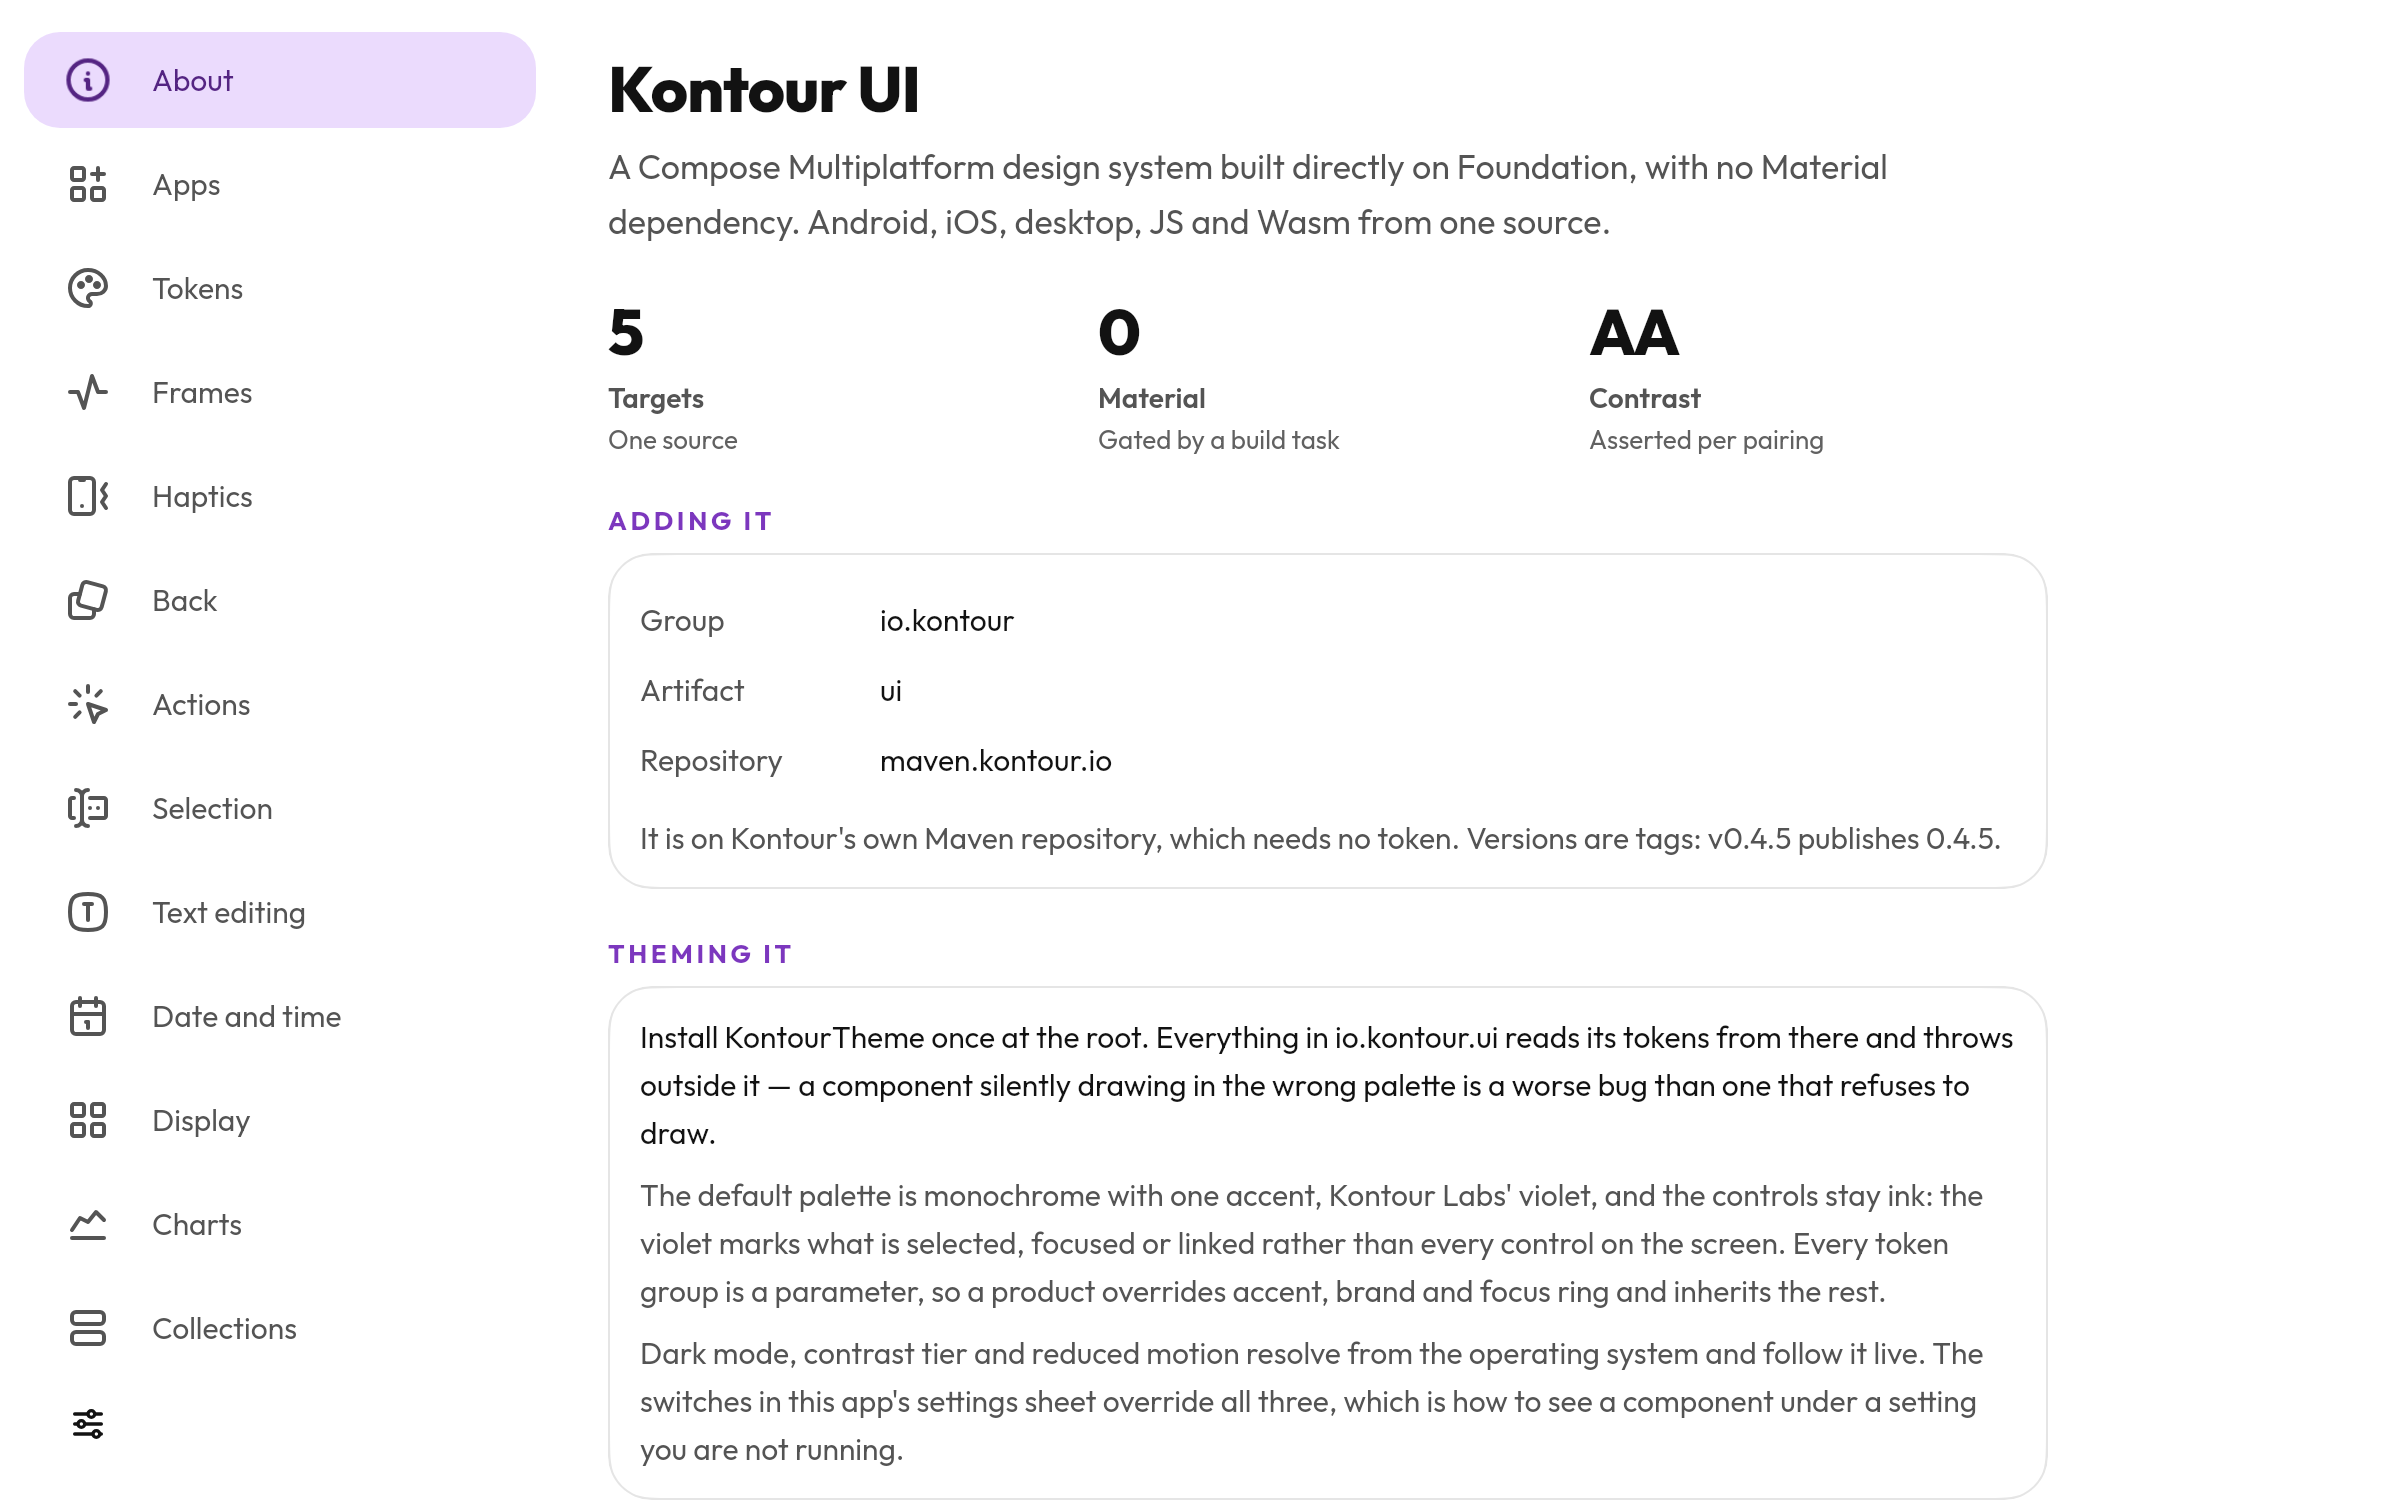 About
Apps
Tokens
Frames
Haptics
Back
Actions
Selection
Text editing
Date and time
Display
Charts
Collections
Kontour UI
A Compose Multiplatform design system built directly on Foundation, with no Material
dependency. Android, iOS, desktop, JS and Wasm from one source.
5
Targets
One source
0
Material
Gated by a build task
AA
Contrast
Asserted per pairing
ADDING IT
Group io.kontour
Artifact ui
Repository maven.kontour.io
It is on Kontour's own Maven repository, which needs no token. Versions are tags: v0.4.5 publishes 0.4.5.
THEMING IT
Install KontourTheme once at the root. Everything in io.kontour.ui reads its tokens from there and throws
outside it — a component silently drawing in the wrong palette is a worse bug than one that refuses to
draw.
The default palette is monochrome with one accent, Kontour Labs' violet, and the controls stay ink: the
violet marks what is selected, focused or linked rather than every control on the screen. Every token
group is a parameter, so a product overrides accent, brand and focus ring and inherits the rest.
Dark mode, contrast tier and reduced motion resolve from the operating system and follow it live. The
switches in this app's settings sheet override all three, which is how to see a component under a setting
you are not running.